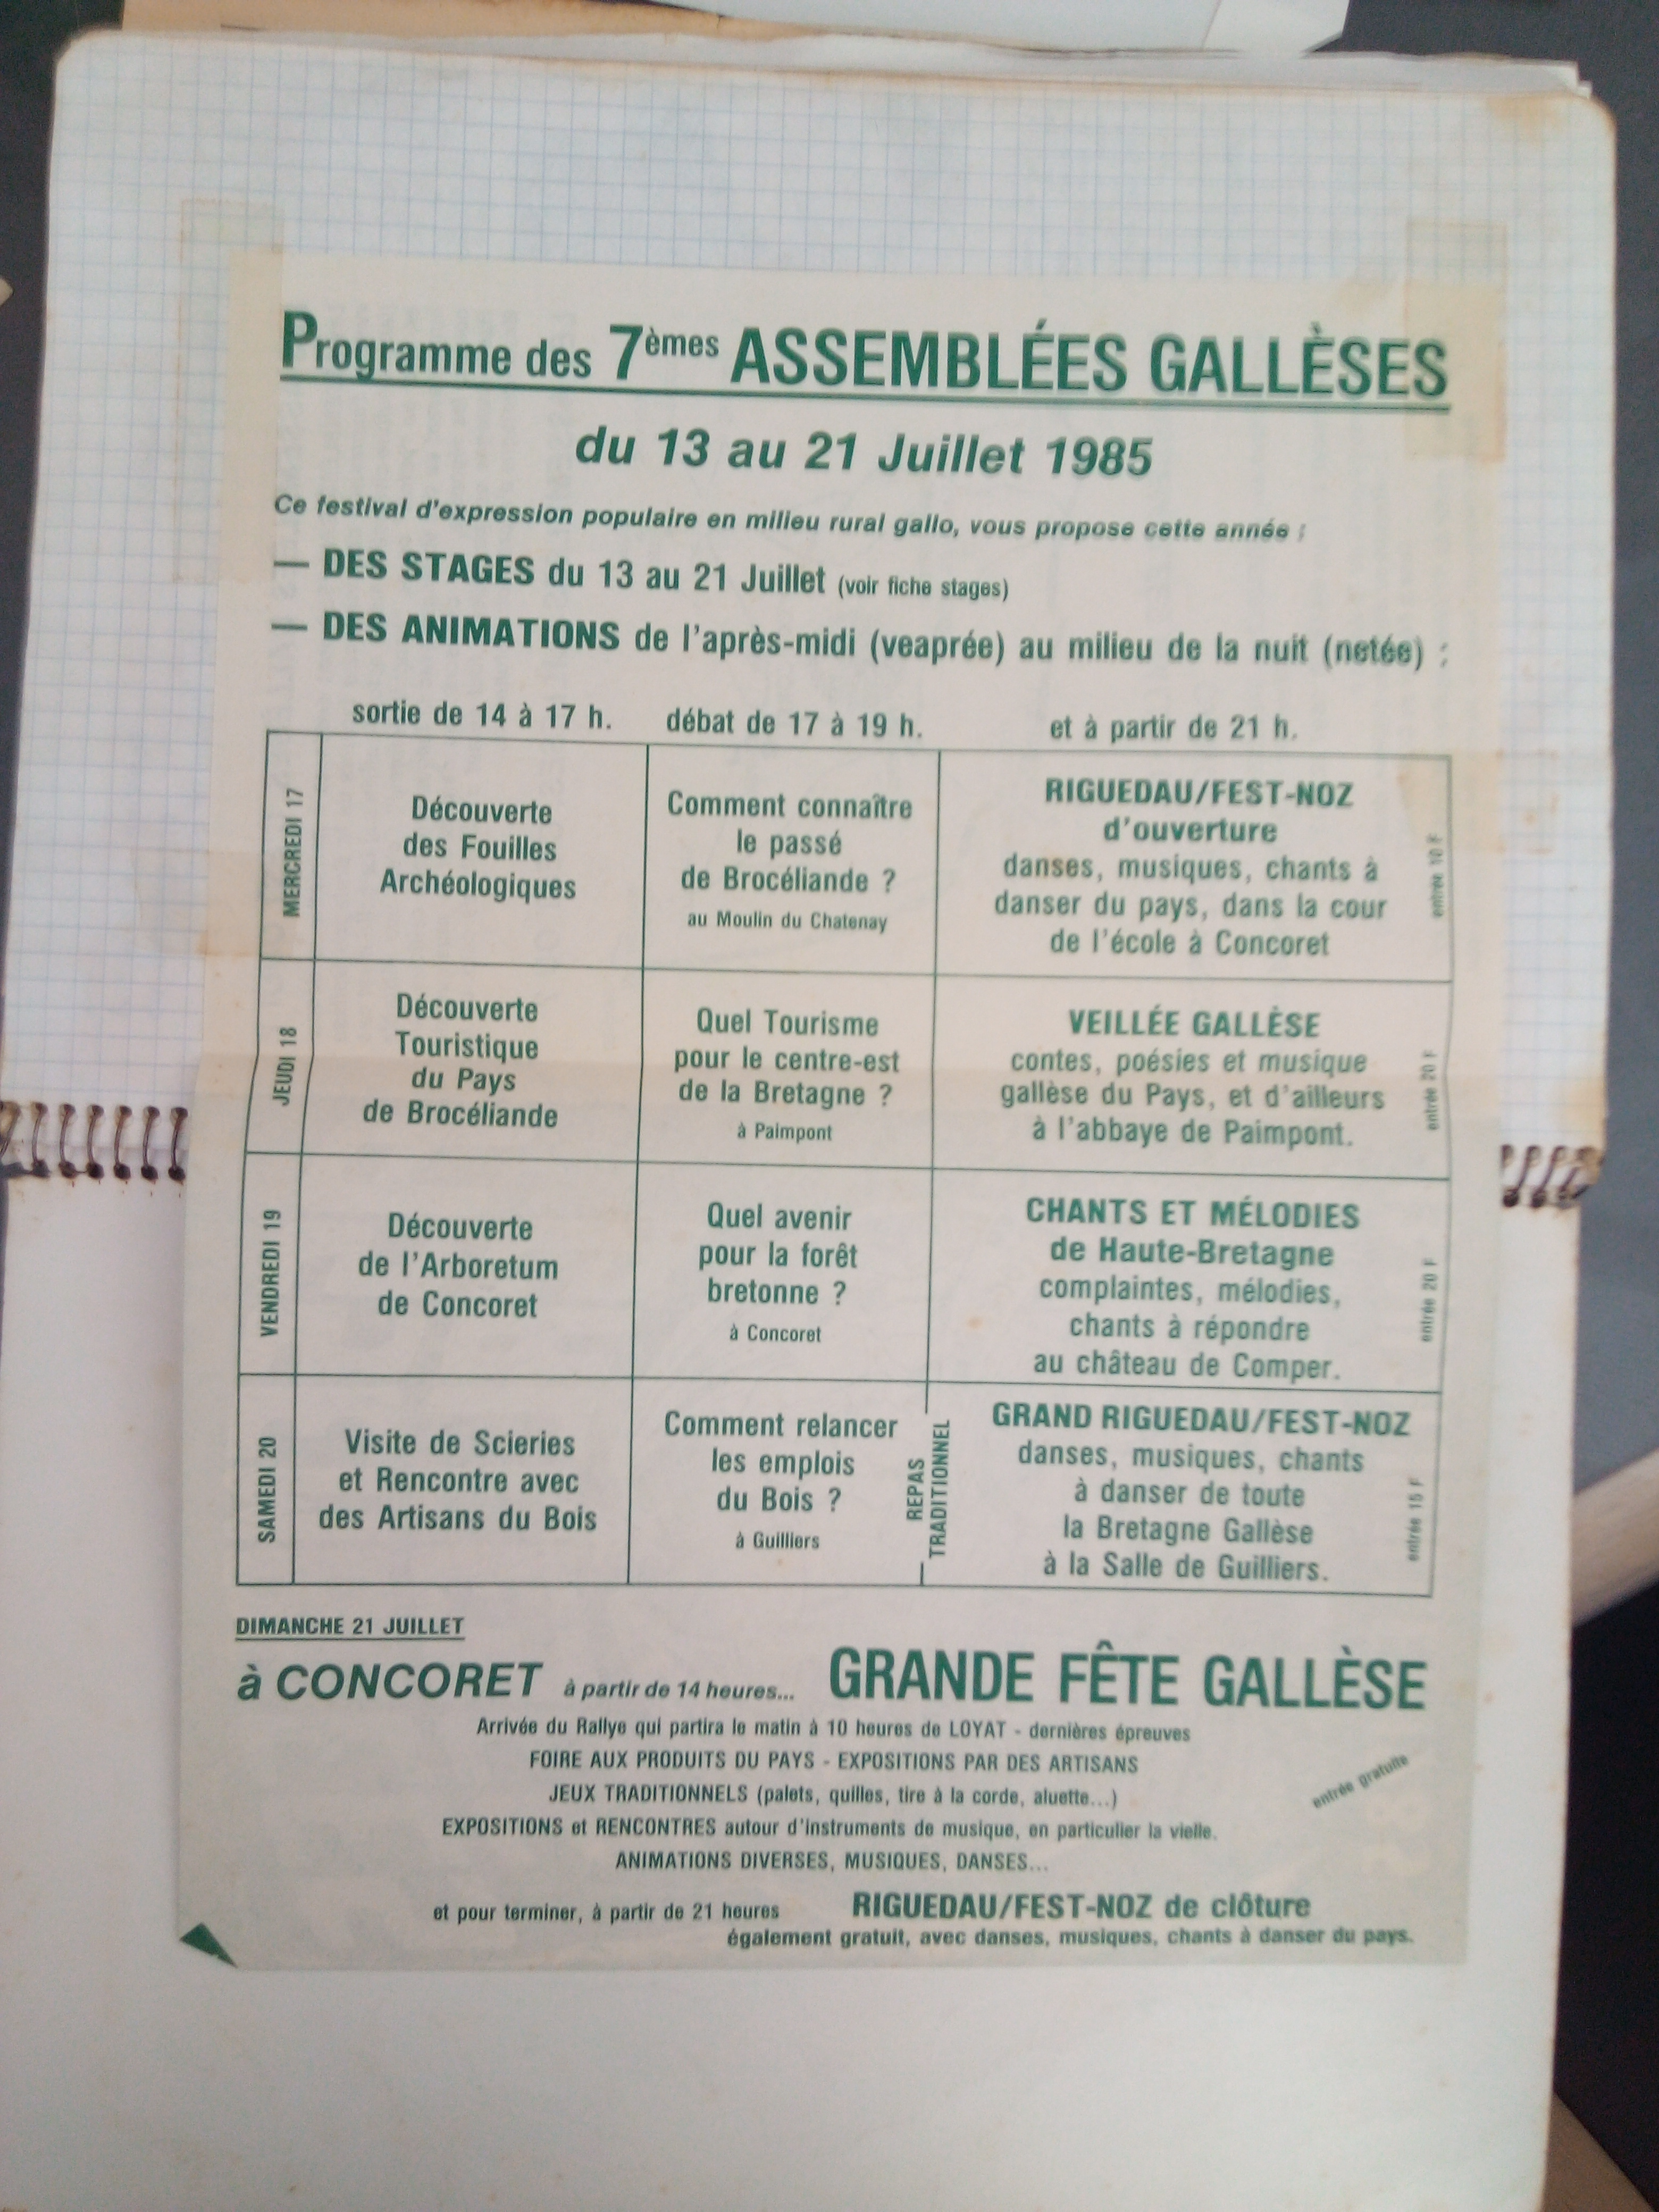 Programme des 7èmes ASSEMBLÉES GALLÈSES
du 13 au 21 Juillet 1985
Ce festival d'expression populaire en milieu rural gallo, vous propose cette année :
— DES STAGES du 13 au 21 Juillet (voir fiche stages)
— DES ANIMATIONS de l'après-midi (veaprée) au milieu de la nuit (netée) :
sortie de 14 à 17 h.
débat de 17 à 19 h.
et à partir de 21 h.
MERCREDI 17
Découverte
des Fouilles
Archéologiques
Comment connaître
le passé
de Brocéliande ?
au Moulin du Chatenay
RIGUEDAU/FEST-NOZ
d'ouverture
danses, musiques, chants à
danser du pays, dans la cour
de l'école à Concoret
entrée 10 F
JEUDI 18
Découverte
Touristique
du Pays
de Brocéliande
Quel Tourisme
pour le centre-est
de la Bretagne ?
à Paimpont
VEILLÉE GALLÈSE
contes, poésies et musique
gallèse du Pays, et d'ailleurs
à l'abbaye de Paimpont.
entrée 20 F
VENDREDI 19
Découverte
de l'Arboretum
de Concoret
Quel avenir
pour la forêt
bretonne ?
à Concoret
CHANTS ET MÉLODIES
de Haute-Bretagne
complaintes, mélodies,
chants à répondre
au château de Comper.
entrée 20 F
SAMEDI 20
Visite de Scieries
et Rencontre avec
des Artisans du Bois
Comment relancer
les emplois
du Bois ?
à Guilliers
REPAS
TRADITIONNEL
GRAND RIGUEDAU/FEST-NOZ
danses, musiques, chants
à danser de toute
la Bretagne Gallèse
à la Salle de Guilliers.
entrée 15 F
DIMANCHE 21 JUILLET
à CONCORET à partir de 14 heures... GRANDE FÊTE GALLÈSE
Arrivée du Rallye qui partira le matin à 10 heures de LOYAT - dernières épreuves
FOIRE AUX PRODUITS DU PAYS - EXPOSITIONS PAR DES ARTISANS
JEUX TRADITIONNELS (palets, quilles, tire à la corde, aluette...)
entrée gratuite
EXPOSITIONS et RENCONTRES autour d'instruments de musique, en particulier la vielle.
ANIMATIONS DIVERSES, MUSIQUES, DANSES...
et pour terminer, à partir de 21 heures RIGUEDAU/FEST-NOZ de clôture
également gratuit, avec danses, musiques, chants à danser du pays.